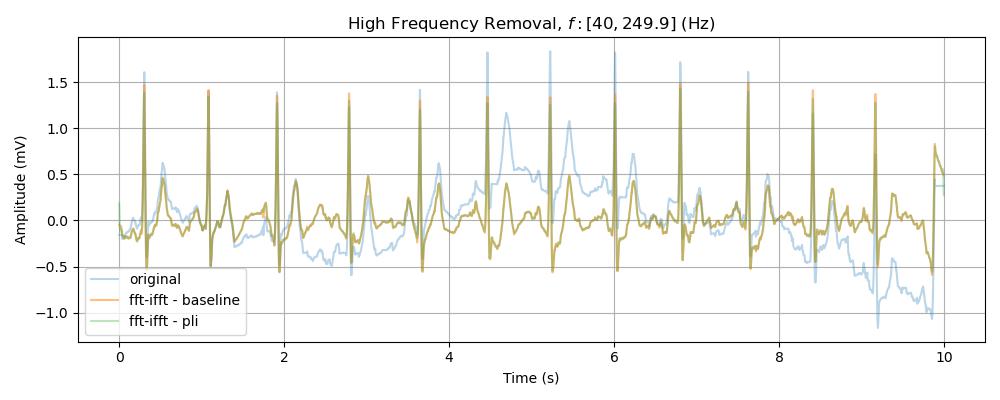 High Frequency Removal, f : [40, 249.9] (Hz)
Amplitude (mV)
1.5
1.0
0.5
0.0
−0.5
−1.0
original
fft-ifft - baseline
fft-ifft - pli
0 2 4 6 8 10
Time (s)